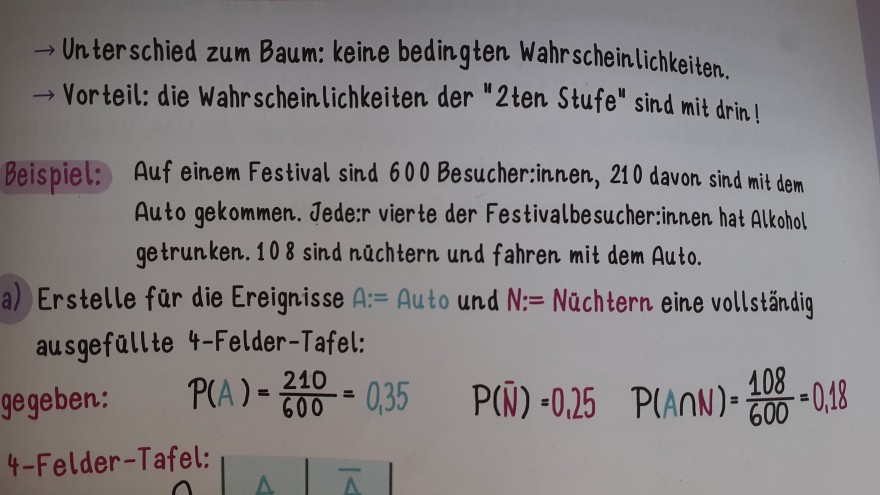 → Unterschied zum Baum: keine bedingten Wahrscheinlichkeiten.
→ Vorteil: die Wahrscheinlichkeiten der "2ten Stufe" sind mit drin!
Beispiel: Auf einem Festival sind 600 Besucher:innen, 210 davon sind mit dem
Auto gekommen. Jede:r vierte der Festivalbesucher:innen hat Alkohol
getrunken. 108 sind nüchtern und fahren mit dem Auto.
a) Erstelle für die Ereignisse A:= Auto und N:= Nüchtern eine vollständig
ausgefüllte 4-Felder-Tafel:
gegeben: P(A) = 210/600 = 0,35 P(N̄) = 0,25 P(A∩N) = 108/600 = 0,18
4-Felder-Tafel:
A Ā